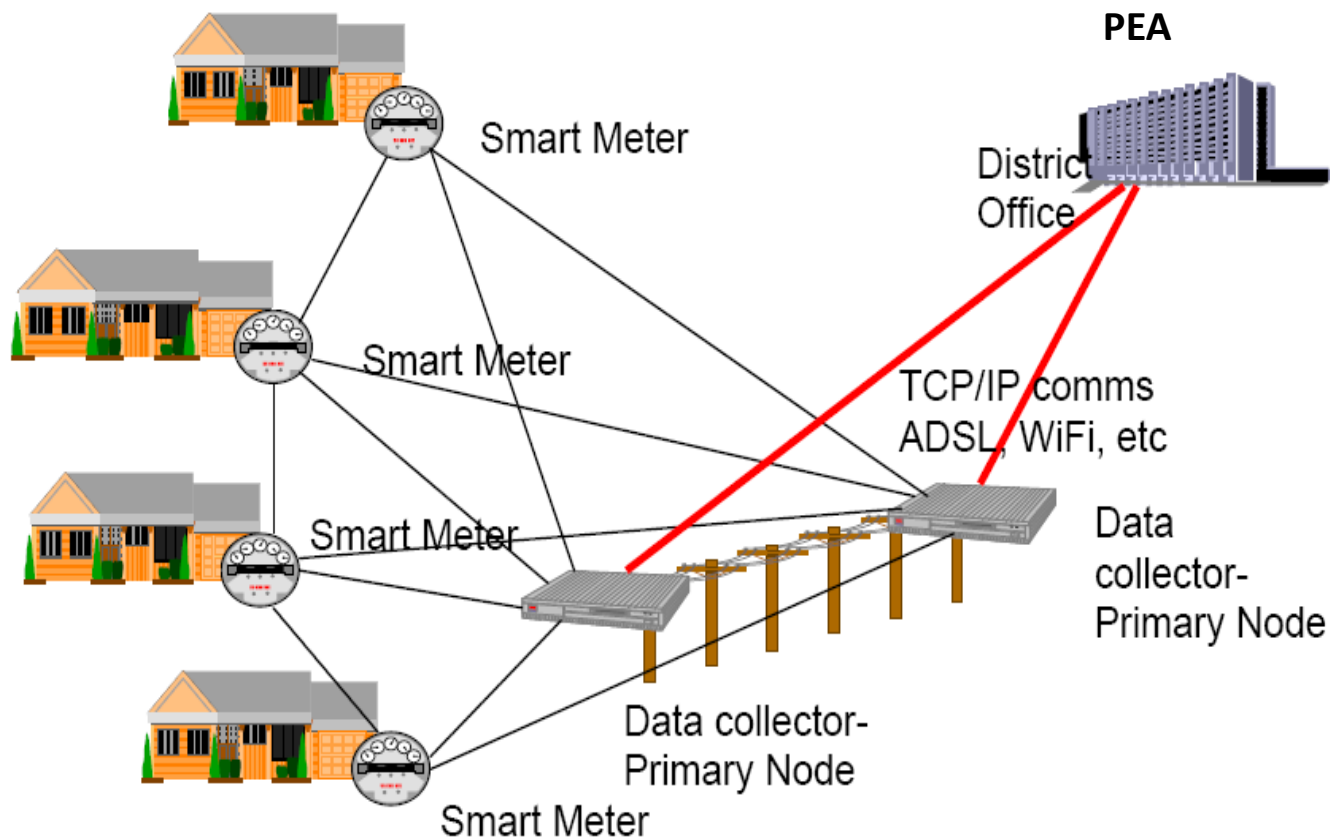 PEA
Smart Meter
District
Office
Smart Meter
TCP/IP comms
ADSL, WiFi, etc
Smart Meter
Data
collector-
Primary Node
Data collector-
Primary Node
Smart Meter